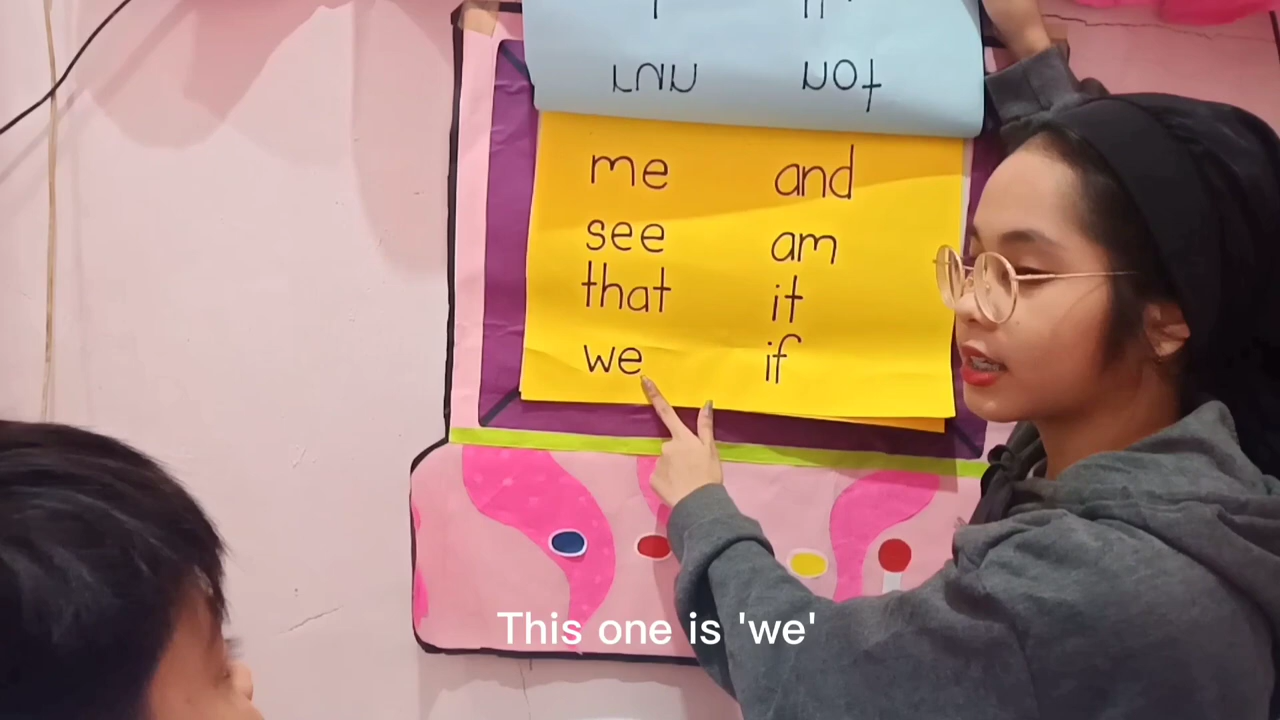 run not
me and
see am
that it
we if
This one is 'we'